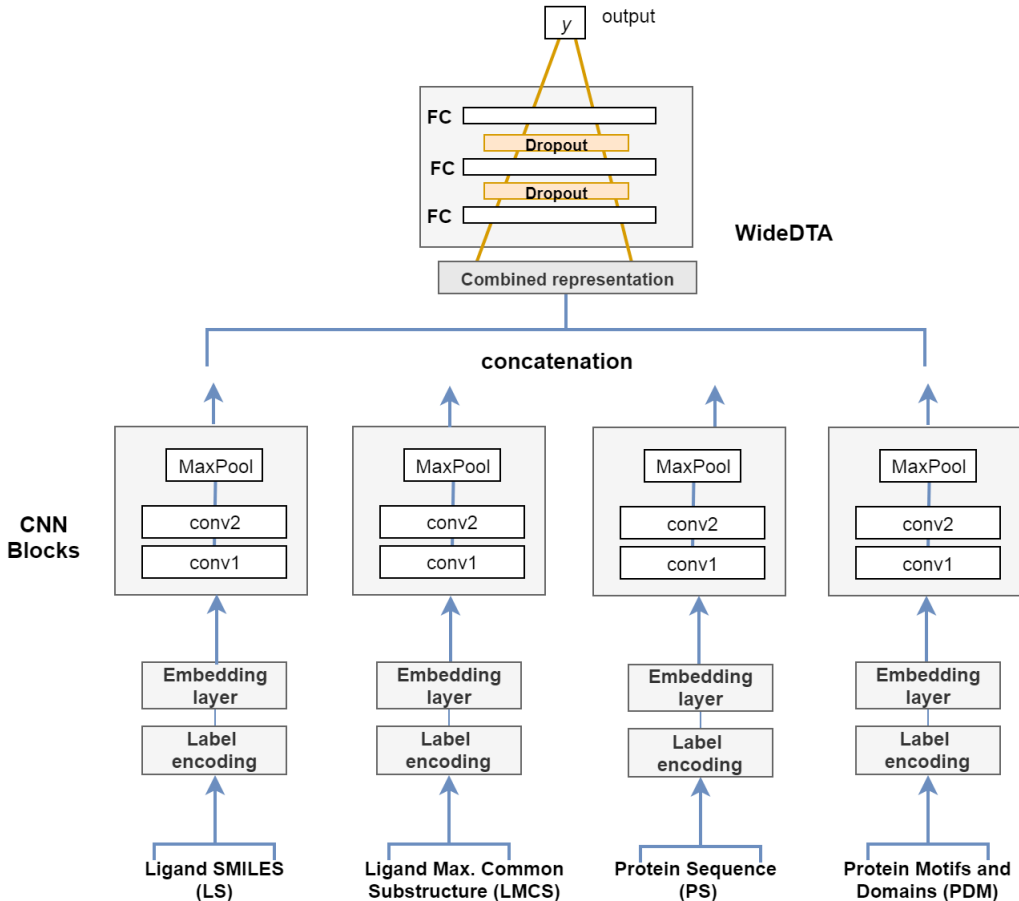 y
output
FC
Dropout
FC
Dropout
FC
WideDTA
Combined representation
concatenation
CNN
Blocks
MaxPool
conv2
conv1
MaxPool
conv2
conv1
MaxPool
conv2
conv1
MaxPool
conv2
conv1
Embedding
layer
Embedding
layer
Embedding
layer
Embedding
layer
Label
encoding
Label
encoding
Label
encoding
Label
encoding
Ligand SMILES
(LS)
Ligand Max. Common
Substructure (LMCS)
Protein Sequence
(PS)
Protein Motifs and
Domains (PDM)